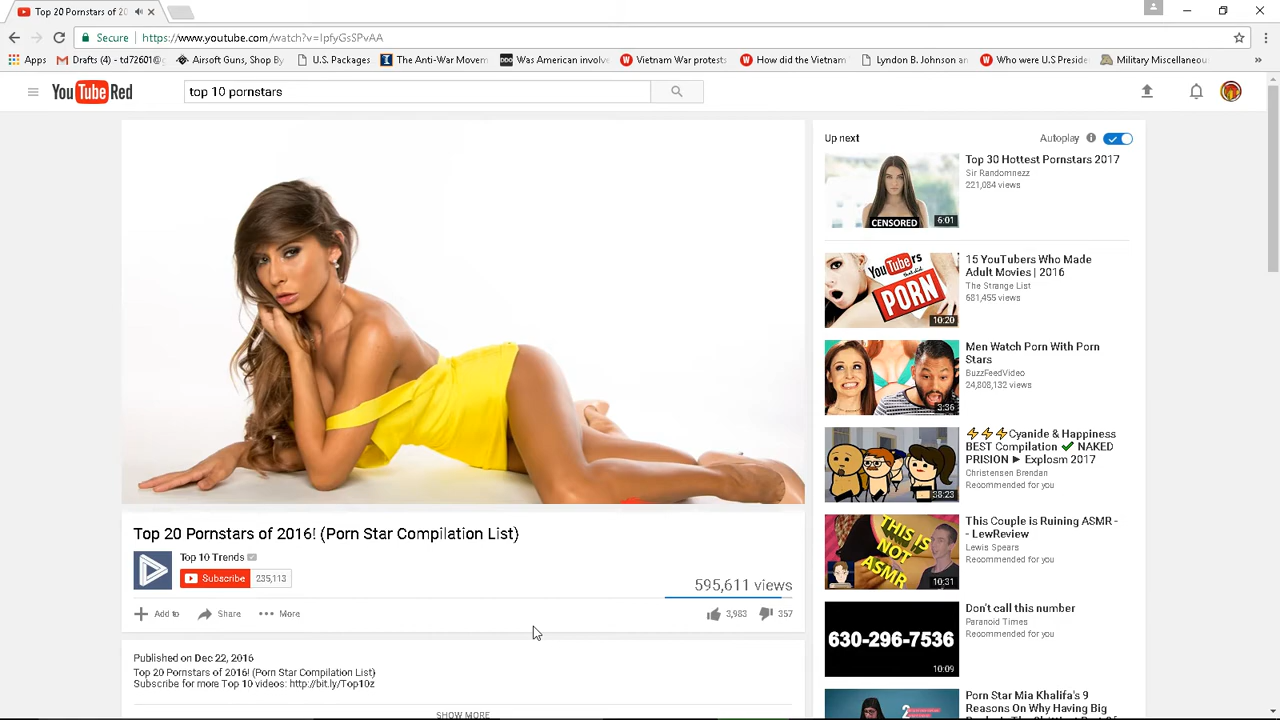 Top 20 Pornstars of 20
Secure
https://www.youtube.com/watch?v=IpfyGsSPvAA
Apps
Drafts (4) - td72601@g
Airsoft Guns, Shop By
U.S. Packages
The Anti-War Movem
DDO
Was American involve
Vietnam War protests
How did the Vietnam
Lyndon B. Johnson an
Who were U.S Preside
Military Miscellaneou
»
YouTube Red
top 10 pornstars
Up next
Autoplay
CENSORED
6:01
Top 30 Hottest Pornstars 2017
Sir Randomnezz
221,084 views
YouTubers
that did
PORN
10:20
15 YouTubers Who Made
Adult Movies | 2016
The Strange List
681,455 views
3:36
Men Watch Porn With Porn
Stars
BuzzFeedVideo
24,808,132 views
38:23
⚡⚡⚡Cyanide & Happiness
BEST Compilation ✔ NAKED
PRISION ► Explosm 2017
Christensen Brendan
Recommended for you
THIS IS
NOT
ASMR
10:31
This Couple is Ruining ASMR -
- LewReview
Lewis Spears
Recommended for you
630-296-7536
10:09
Don't call this number
Paranoid Times
Recommended for you
Porn Star Mia Khalifa's 9
Reasons On Why Having Big
Top 20 Pornstars of 2016! (Porn Star Compilation List)
Top 10 Trends
Subscribe
235,113
595,611 views
Add to
Share
More
3,983
357
Published on Dec 22, 2016
Top 20 Pornstars of 2016! (Porn Star Compilation List)
Subscribe for more Top 10 videos: http://bit.ly/Top10z
SHOW MORE